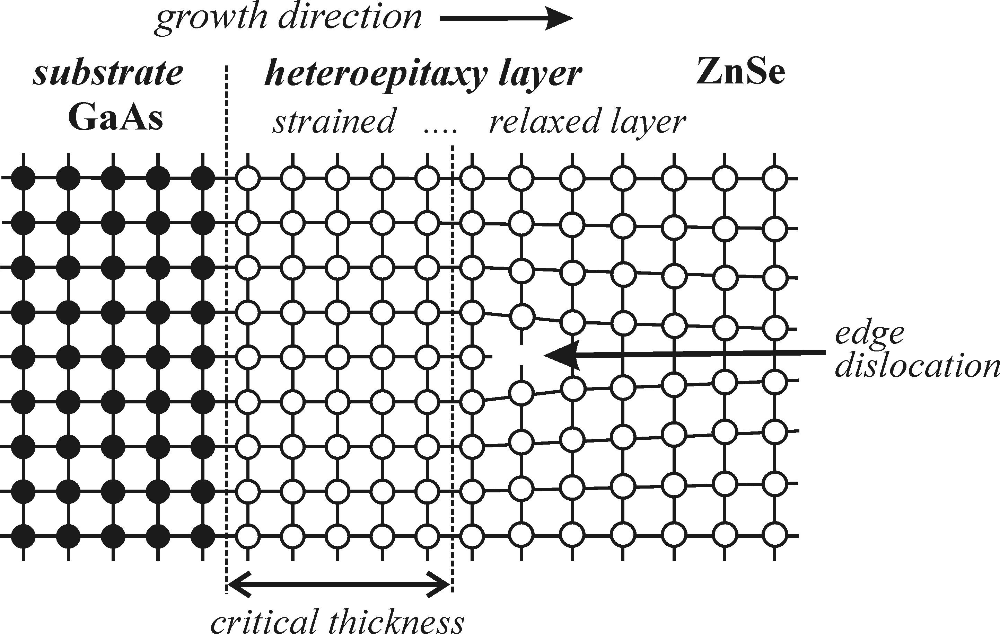 growth direction
substrate
GaAs
heteroepitaxy layer
ZnSe
strained .... relaxed layer
edge
dislocation
critical thickness